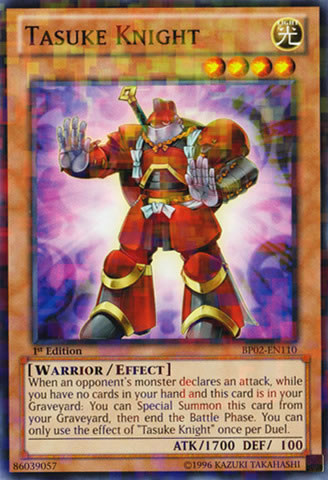 TASUKE KNIGHT
LIGHT
光
1st Edition
BP02-EN110
[WARRIOR/EFFECT]
When an opponent's monster declares an attack, while
you have no cards in your hand and this card is in your
Graveyard: You can Special Summon this card from
your Graveyard, then end the Battle Phase. You can
only use the effect of "Tasuke Knight" once per Duel.
ATK/1700 DEF/ 100
86039057
©1996 KAZUKI TAKAHASHI